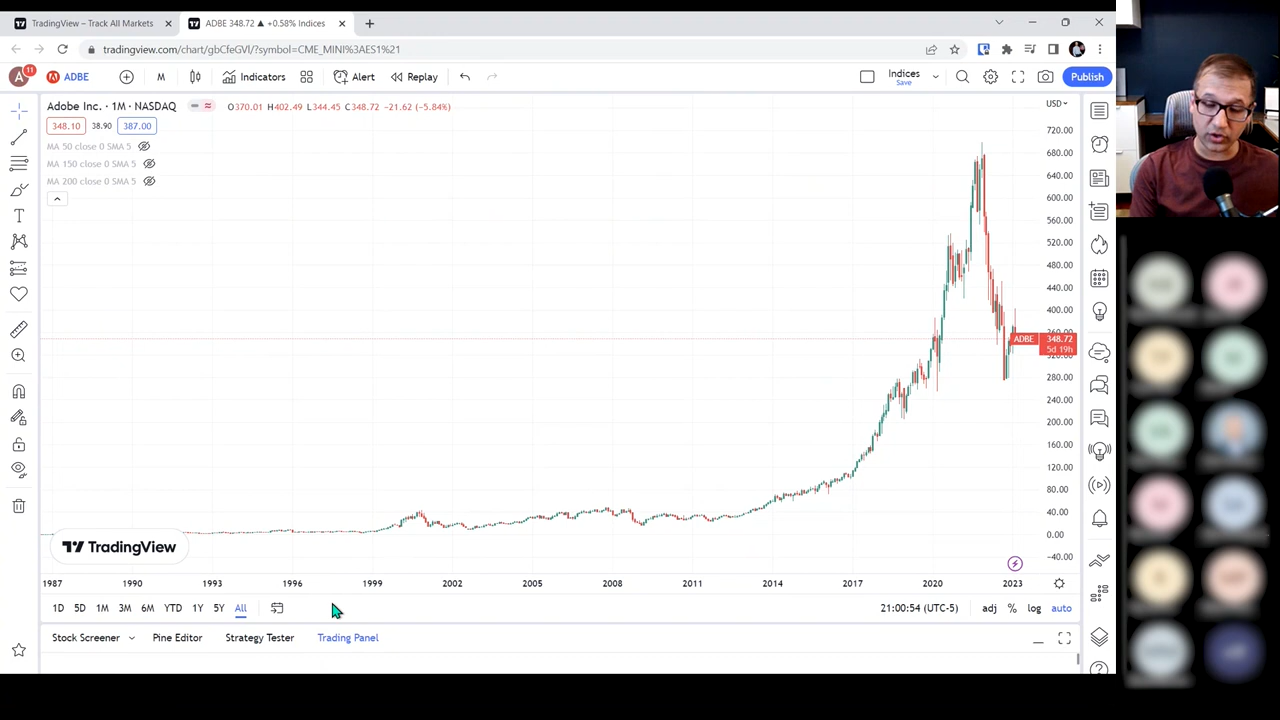 TradingView – Track All Markets
ADBE 348.72 ▲ +0.58% Indices
tradingview.com/chart/gbCfeGVl/?symbol=CME_MINI%3AES1%21
A 11 ADBE M Indicators Alert Replay Indices Save Publish
Adobe Inc. · 1M · NASDAQ O370.01 H402.49 L344.45 C348.72 -21.62 (-5.84%)
348.10 38.90 387.00
MA 50 close 0 SMA 5
MA 150 close 0 SMA 5
MA 200 close 0 SMA 5
USD
720.00
680.00
640.00
600.00
560.00
520.00
480.00
440.00
400.00
360.00
ADBE 348.72
5d 19h
320.00
280.00
240.00
200.00
160.00
120.00
80.00
40.00
0.00
-40.00
TradingView
1987 1990 1993 1996 1999 2002 2005 2008 2011 2014 2017 2020 2023
1D 5D 1M 3M 6M YTD 1Y 5Y All 21:00:54 (UTC-5) adj % log auto
Stock Screener Pine Editor Strategy Tester Trading Panel